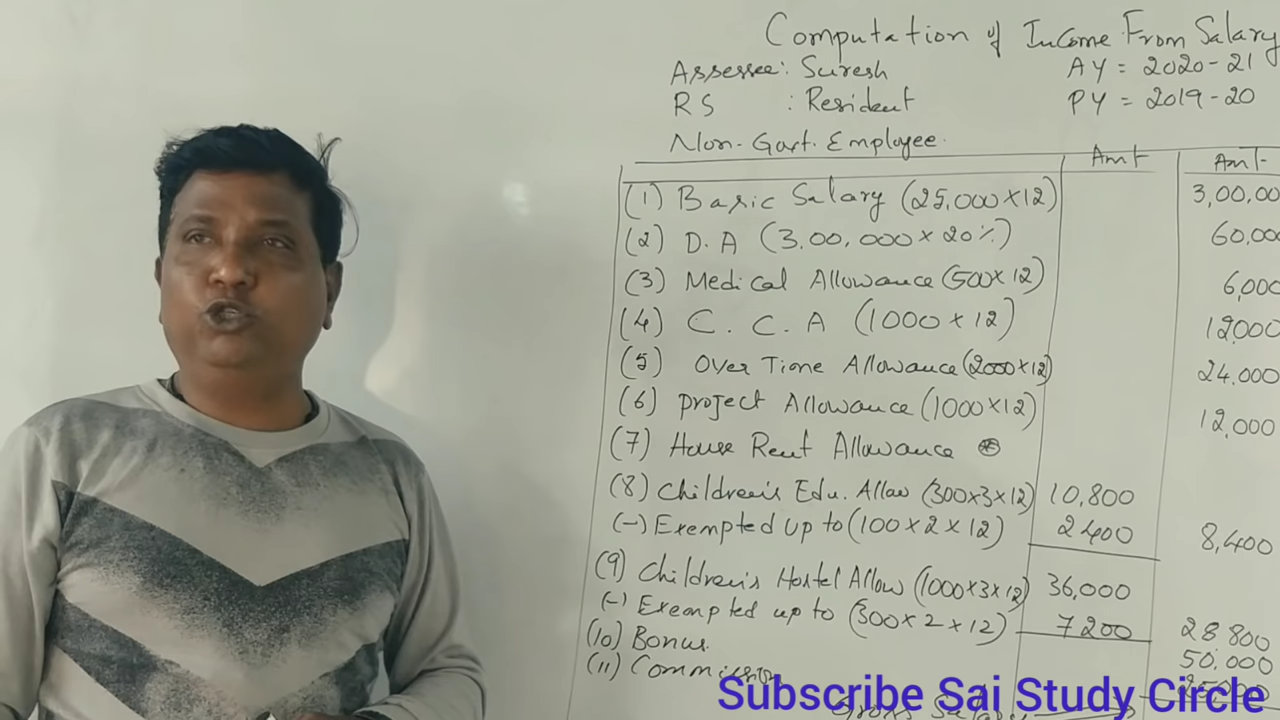 Computation of Income From Salary
Assessee: Suresh AY = 2020-21
RS : Resident PY = 2019-20
Non-Govt. Employee.
Amt Amt
(1) Basic Salary (25,000×12) 3,00,00
(2) D.A (3,00,000×20%) 60,000
(3) Medical Allowance (500×12) 6,000
(4) C.C.A (1000×12) 12000
(5) Over Time Allowance (2000×12) 24,000
(6) project Allowance (1000×12) 12,000
(7) House Rent Allowance
(8) Children's Edu. Allow (300×3×12) 10,800
(-) Exempted up to (100×2×12) 2400 8,400
(9) Children's Hostel Allow (1000×3×12) 36,000
(-) Exempted up to (300×2×12) 7200 28800
(10) Bonus. 50,000
(11) Commission
Gross Salary
Subscribe Sai Study Circle